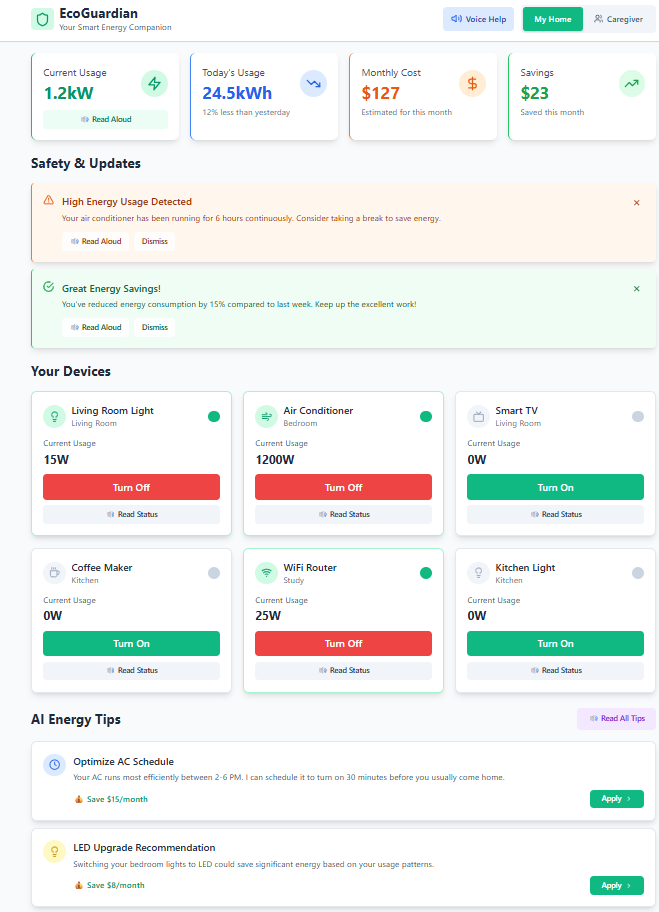 EcoGuardian
Your Smart Energy Companion
Voice Help
My Home
Caregiver
Current Usage
1.2kW
Read Aloud
Today's Usage
24.5kWh
12% less than yesterday
Monthly Cost
$127
Estimated for this month
Savings
$23
Saved this month
Safety & Updates
High Energy Usage Detected
Your air conditioner has been running for 6 hours continuously. Consider taking a break to save energy.
Read Aloud
Dismiss
Great Energy Savings!
You've reduced energy consumption by 15% compared to last week. Keep up the excellent work!
Read Aloud
Dismiss
Your Devices
Living Room Light
Living Room
Current Usage
15W
Turn Off
Read Status
Air Conditioner
Bedroom
Current Usage
1200W
Turn Off
Read Status
Smart TV
Living Room
Current Usage
0W
Turn On
Read Status
Coffee Maker
Kitchen
Current Usage
0W
Turn On
Read Status
WiFi Router
Study
Current Usage
25W
Turn Off
Read Status
Kitchen Light
Kitchen
Current Usage
0W
Turn On
Read Status
AI Energy Tips
Read All Tips
Optimize AC Schedule
Your AC runs most efficiently between 2-6 PM. I can schedule it to turn on 30 minutes before you usually come home.
Save $15/month
Apply
LED Upgrade Recommendation
Switching your bedroom lights to LED could save significant energy based on your usage patterns.
Save $8/month
Apply